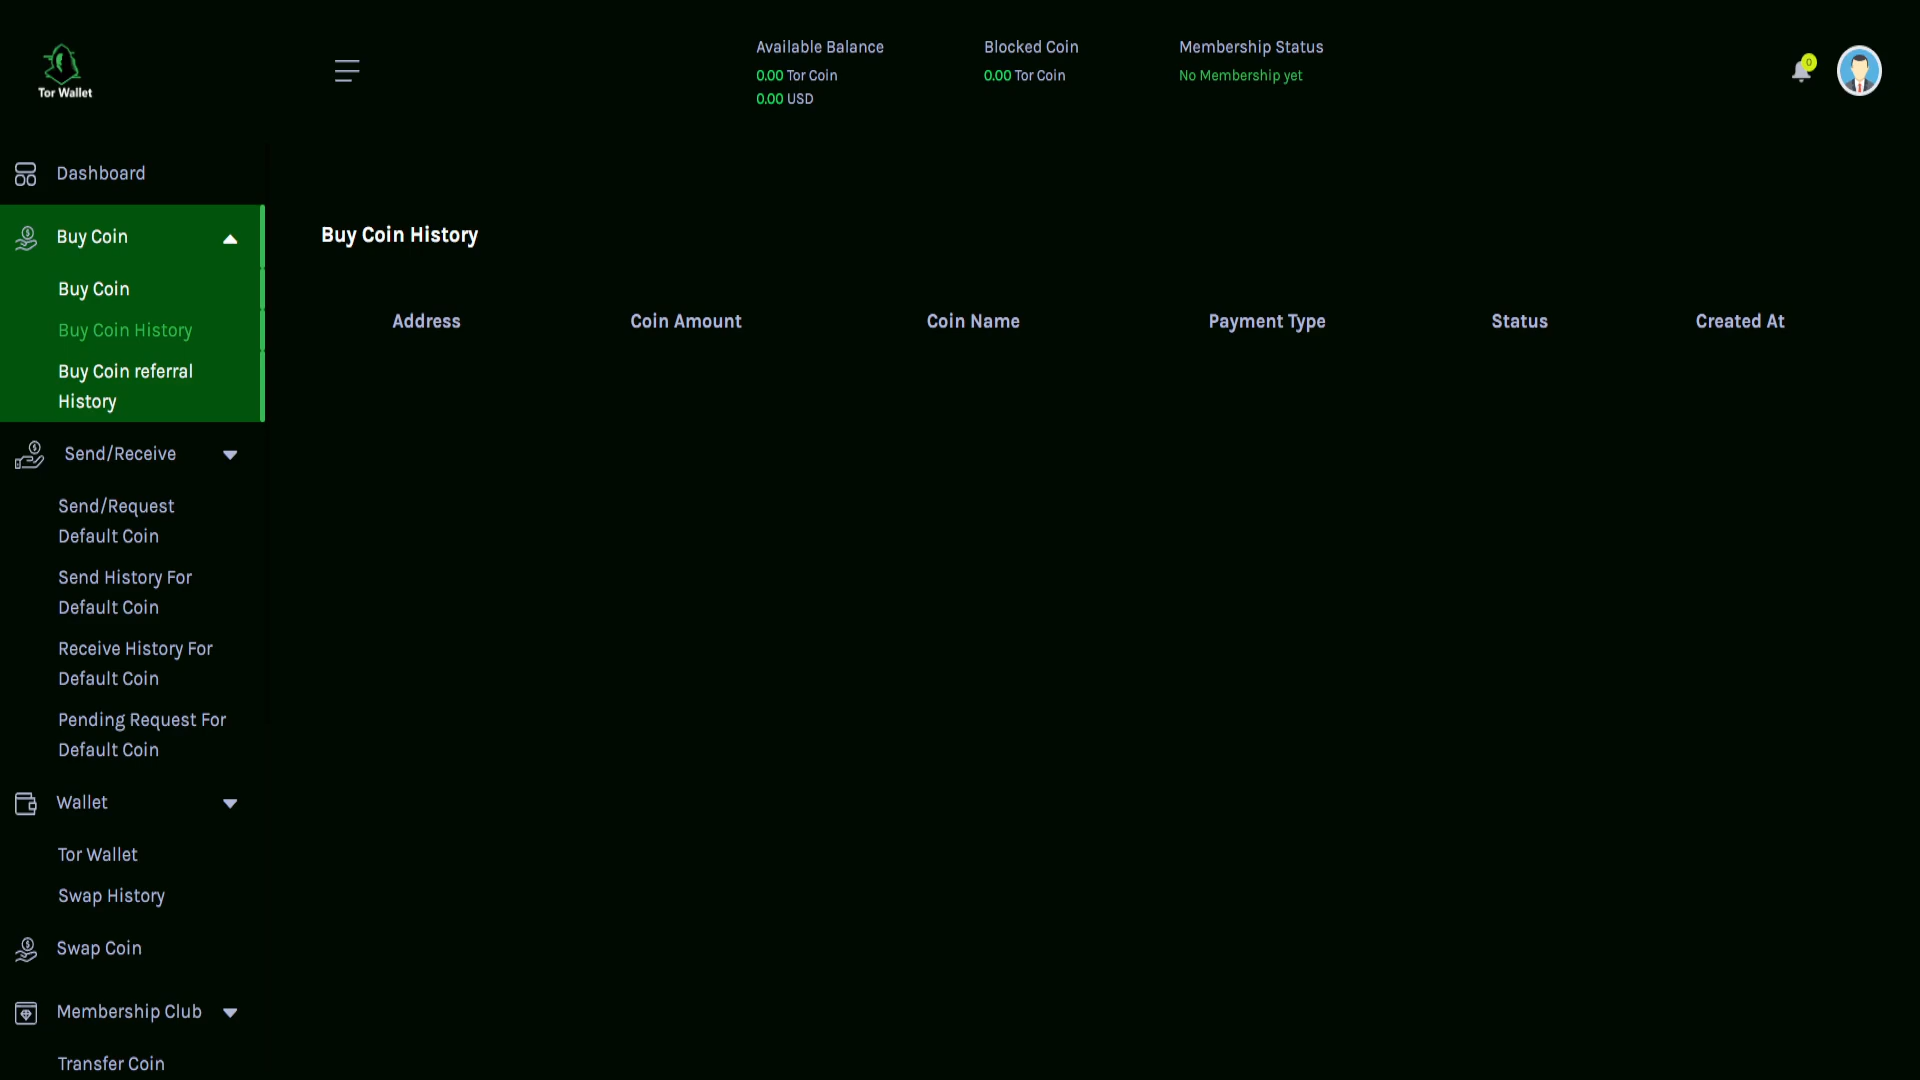 Tor Wallet
Available Balance
0.00 Tor Coin
0.00 USD
Blocked Coin
0.00 Tor Coin
Membership Status
No Membership yet
0
Dashboard
Buy Coin
Buy Coin
Buy Coin History
Buy Coin referral
History
Send/Receive
Send/Request
Default Coin
Send History For
Default Coin
Receive History For
Default Coin
Pending Request For
Default Coin
Wallet
Tor Wallet
Swap History
Swap Coin
Membership Club
Transfer Coin
Buy Coin History
Address Coin Amount Coin Name Payment Type Status Created At